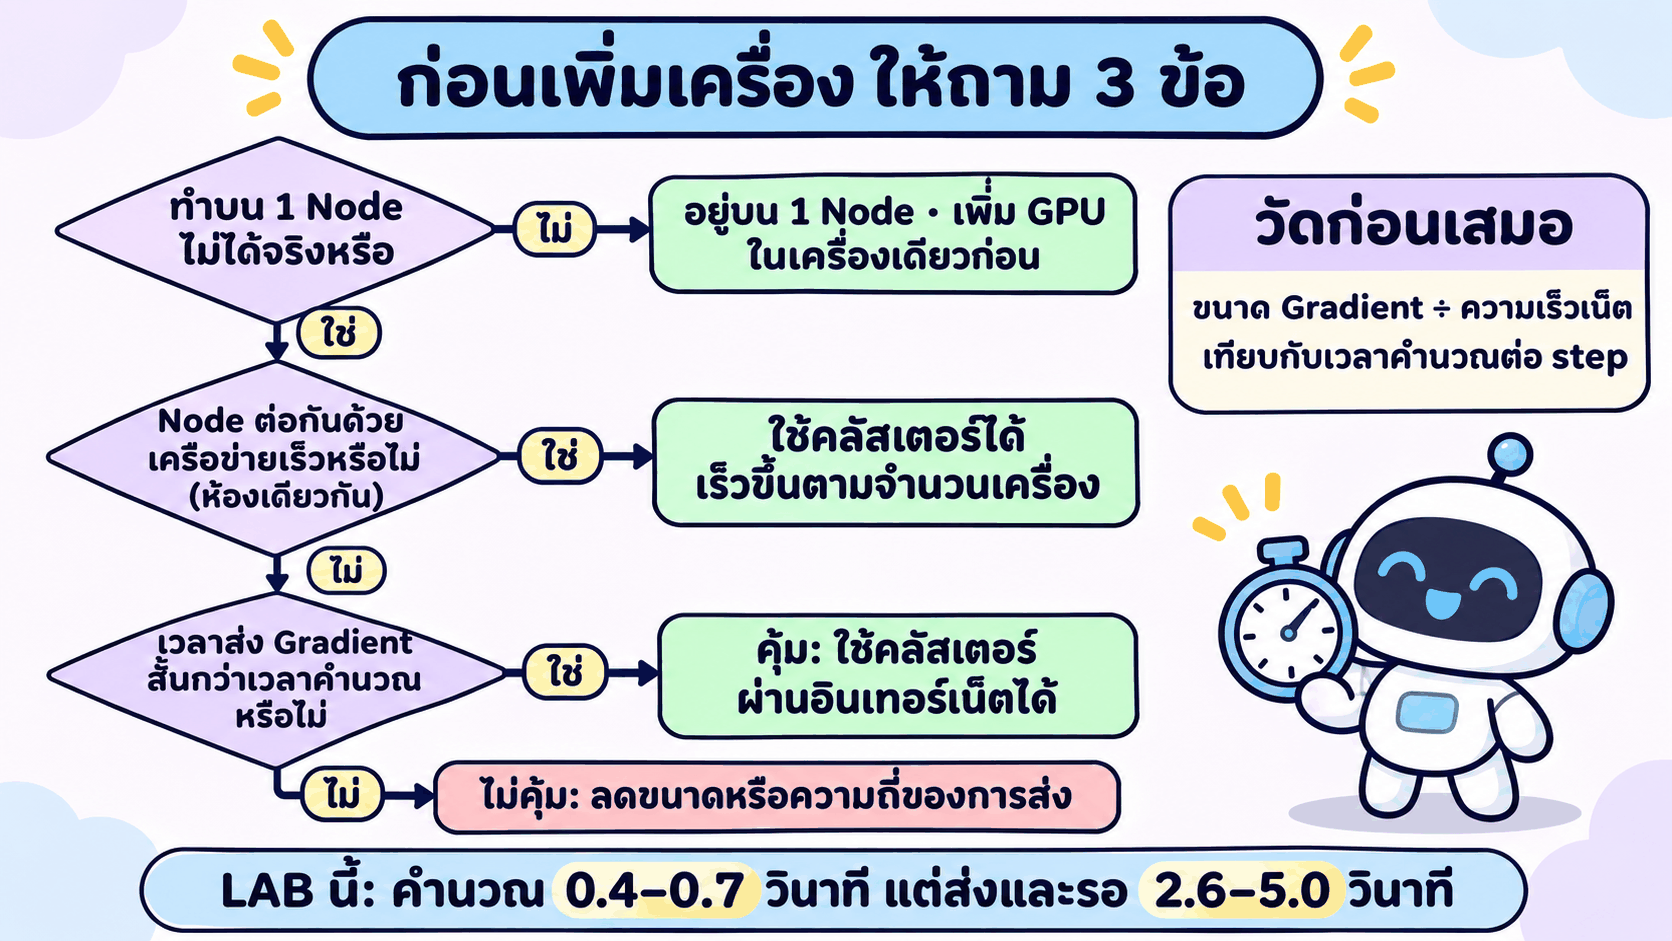 ก่อนเพิ่มเครื่อง ให้ถาม 3 ข้อ
ทำบน 1 Node
ไม่ได้จริงหรือ
ไม่
อยู่บน 1 Node • เพิ่ม GPU
ในเครื่องเดียวก่อน
ใช่
Node ต่อกันด้วย
เครือข่ายเร็วหรือไม่
(ห้องเดียวกัน)
ใช่
ใช้คลัสเตอร์ได้
เร็วขึ้นตามจำนวนเครื่อง
ไม่
เวลาส่ง Gradient
สั้นกว่าเวลาคำนวณ
หรือไม่
ใช่
คุ้ม: ใช้คลัสเตอร์
ผ่านอินเทอร์เน็ตได้
ไม่
ไม่คุ้ม: ลดขนาดหรือความถี่ของการส่ง
วัดก่อนเสมอ
ขนาด Gradient ÷ ความเร็วเน็ต
เทียบกับเวลาคำนวณต่อ step
LAB นี้: คำนวณ 0.4–0.7 วินาที แต่ส่งและรอ 2.6–5.0 วินาที